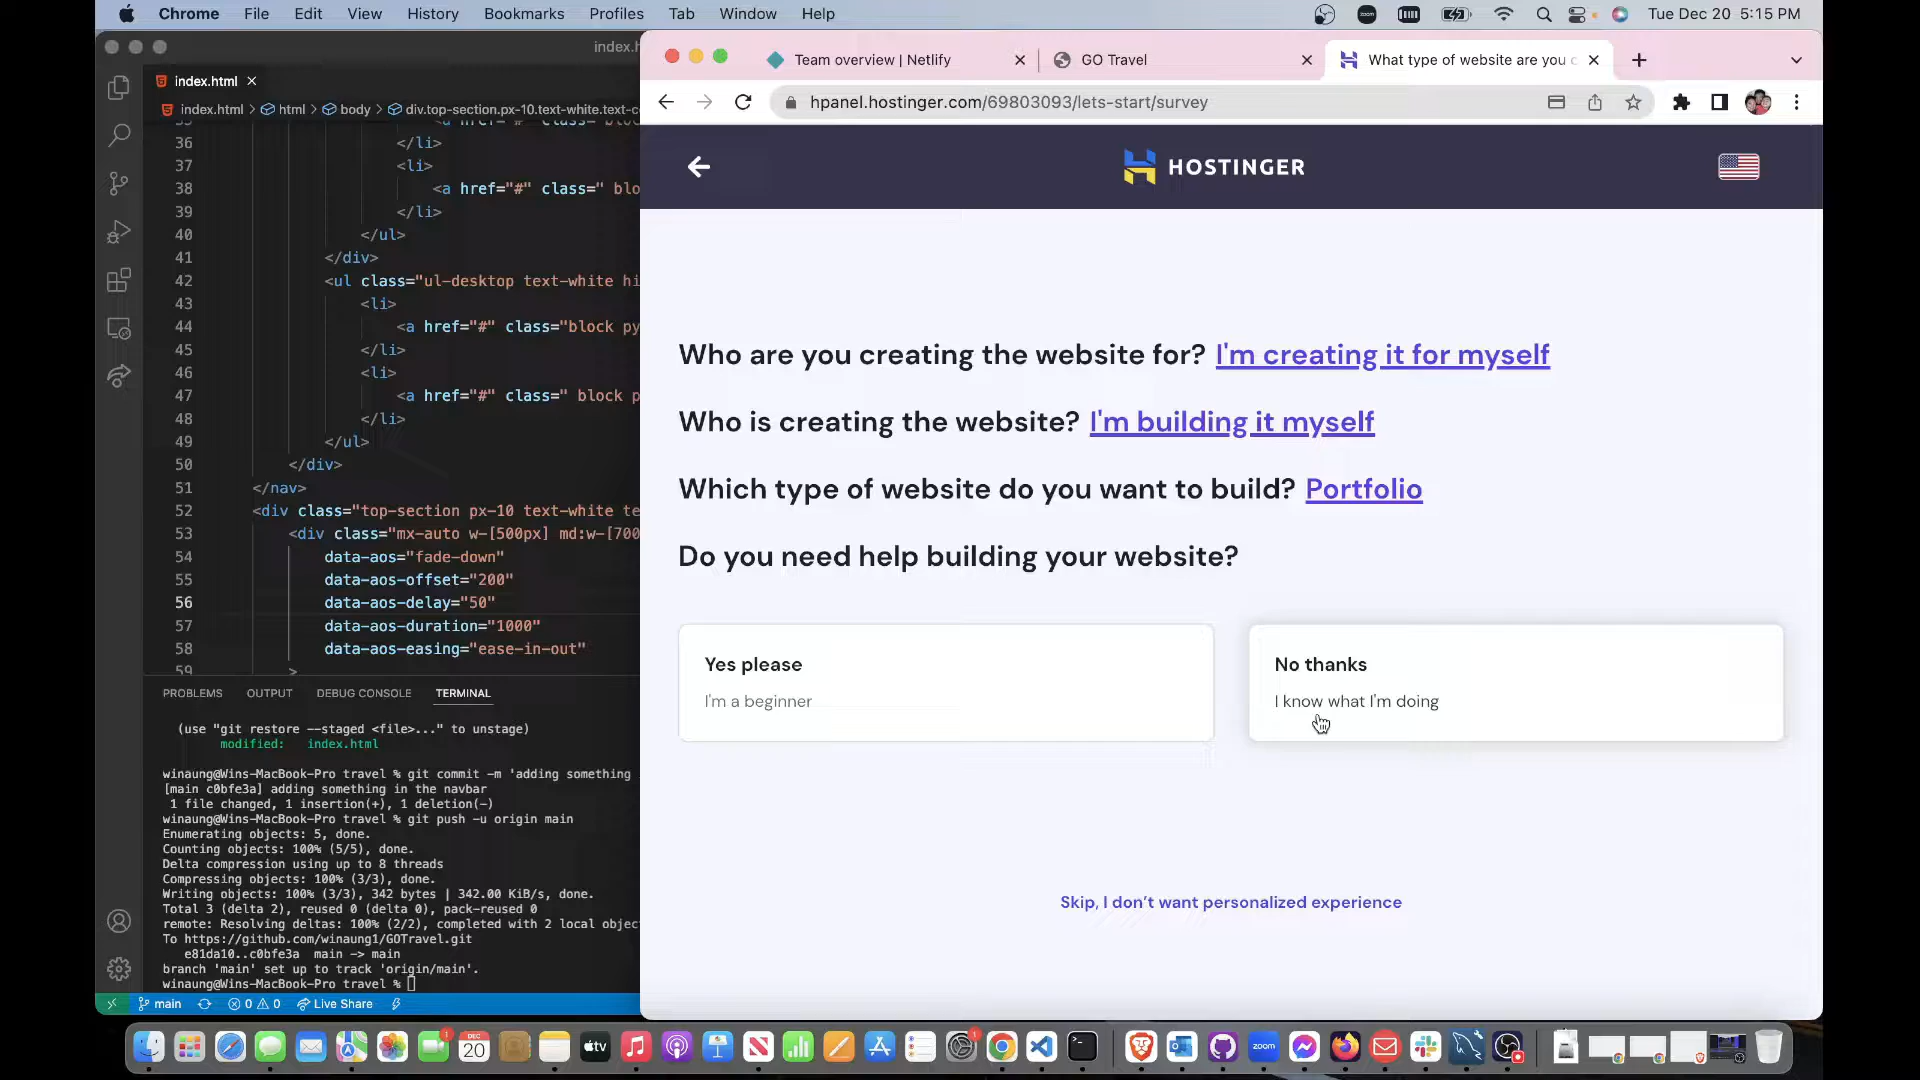 Chrome File Edit View History Bookmarks Profiles Tab Window Help
zoom
Tue Dec 20 5:15 PM
index.h
Team overview | Netlify
GO Travel
What type of website are you c
index.html
hpanel.hostinger.com/69803093/lets-start/survey
index.html > html > body > div.top-section.px-10.text-white.text-c
HOSTINGER
36 </li>
37 <li>
38 <a href="#" class=" blo
39 </li>
40 </ul>
41 </div>
42 <ul class="ul-desktop text-white hi
43 <li>
44 <a href="#" class="block py
45 </li>
46 <li>
47 <a href="#" class=" block p
48 </li>
49 </ul>
50 </div>
51 </nav>
52 <div class="top-section px-10 text-white te
53 <div class="mx-auto w-[500px] md:w-[700
54 data-aos="fade-down"
55 data-aos-offset="200"
56 data-aos-delay="50"
57 data-aos-duration="1000"
58 data-aos-easing="ease-in-out"
59 >
PROBLEMS OUTPUT DEBUG CONSOLE TERMINAL
(use "git restore --staged <file>..." to unstage)
modified: index.html
winaung@Wins-MacBook-Pro travel % git commit -m 'adding something
[main c0bfe3a] adding something in the navbar
1 file changed, 1 insertion(+), 1 deletion(-)
winaung@Wins-MacBook-Pro travel % git push -u origin main
Enumerating objects: 5, done.
Counting objects: 100% (5/5), done.
Delta compression using up to 8 threads
Compressing objects: 100% (3/3), done.
Writing objects: 100% (3/3), 342 bytes | 342.00 KiB/s, done.
Total 3 (delta 2), reused 0 (delta 0), pack-reused 0
remote: Resolving deltas: 100% (2/2), completed with 2 local objec
To https://github.com/winaung1/GOTravel.git
e81da10..c0bfe3a main -> main
branch 'main' set up to track 'origin/main'.
winaung@Wins-MacBook-Pro travel %
main 0 0 Live Share
Who are you creating the website for? I'm creating it for myself
Who is creating the website? I'm building it myself
Which type of website do you want to build? Portfolio
Do you need help building your website?
Yes please
I'm a beginner
No thanks
I know what I'm doing
Skip, I don't want personalized experience
1
DEC
20
tv
1
zoom